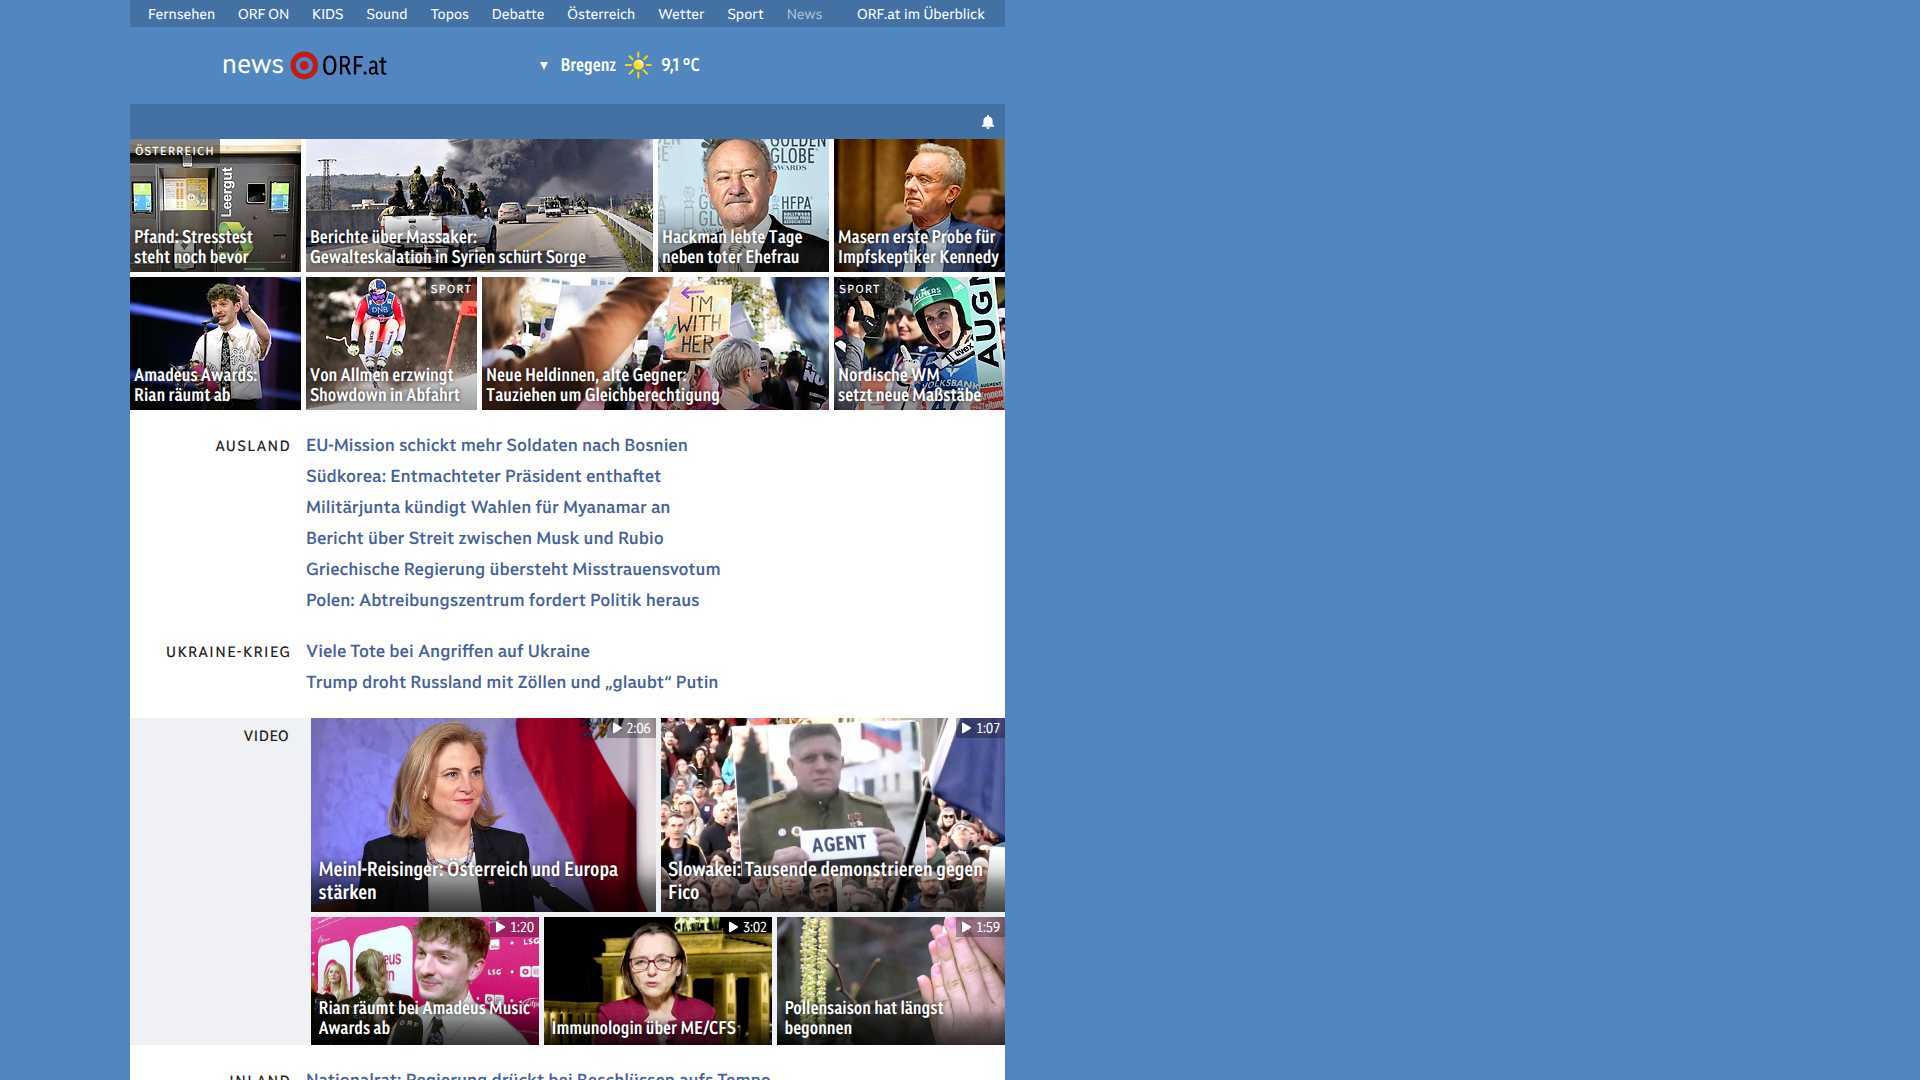 Fernsehen ORF ON KIDS Sound Topos Debatte Österreich Wetter Sport News ORF.at im Überblick
news ORF.at
Bregenz 9,1 °C
ÖSTERREICH
Leergut
Pfand: Stresstest
steht noch bevor
Berichte über Massaker:
Gewalteskalation in Syrien schürt Sorge
GOLDEN
GLOBE
AWARDS
HFPA
Hackman lebte Tage
neben toter Ehefrau
Masern erste Probe für
Impfskeptiker Kennedy
Amadeus Awards:
Rian räumt ab
SPORT
DNB
Von Allmen erzwingt
Showdown in Abfahrt
I'M
WITH
HER
Neue Heldinnen, alte Gegner:
Tauziehen um Gleichberechtigung
SPORT
AUGN
uvex
VOLKSBANK
Nordische WM
setzt neue Maßstäbe
AUSLAND
EU-Mission schickt mehr Soldaten nach Bosnien
Südkorea: Entmachteter Präsident enthaftet
Militärjunta kündigt Wahlen für Myanamar an
Bericht über Streit zwischen Musk und Rubio
Griechische Regierung übersteht Misstrauensvotum
Polen: Abtreibungszentrum fordert Politik heraus
UKRAINE-KRIEG
Viele Tote bei Angriffen auf Ukraine
Trump droht Russland mit Zöllen und „glaubt“ Putin
VIDEO
2:06
Meinl-Reisinger: Österreich und Europa
stärken
1:07
AGENT
Slowakei: Tausende demonstrieren gegen
Fico
1:20
LSG
Rian räumt bei Amadeus Music
Awards ab
3:02
Immunologin über ME/CFS
1:59
Pollensaison hat längst
begonnen
INLAND
Nationalrat: Regierung drückt bei Beschlüssen aufs Tempo